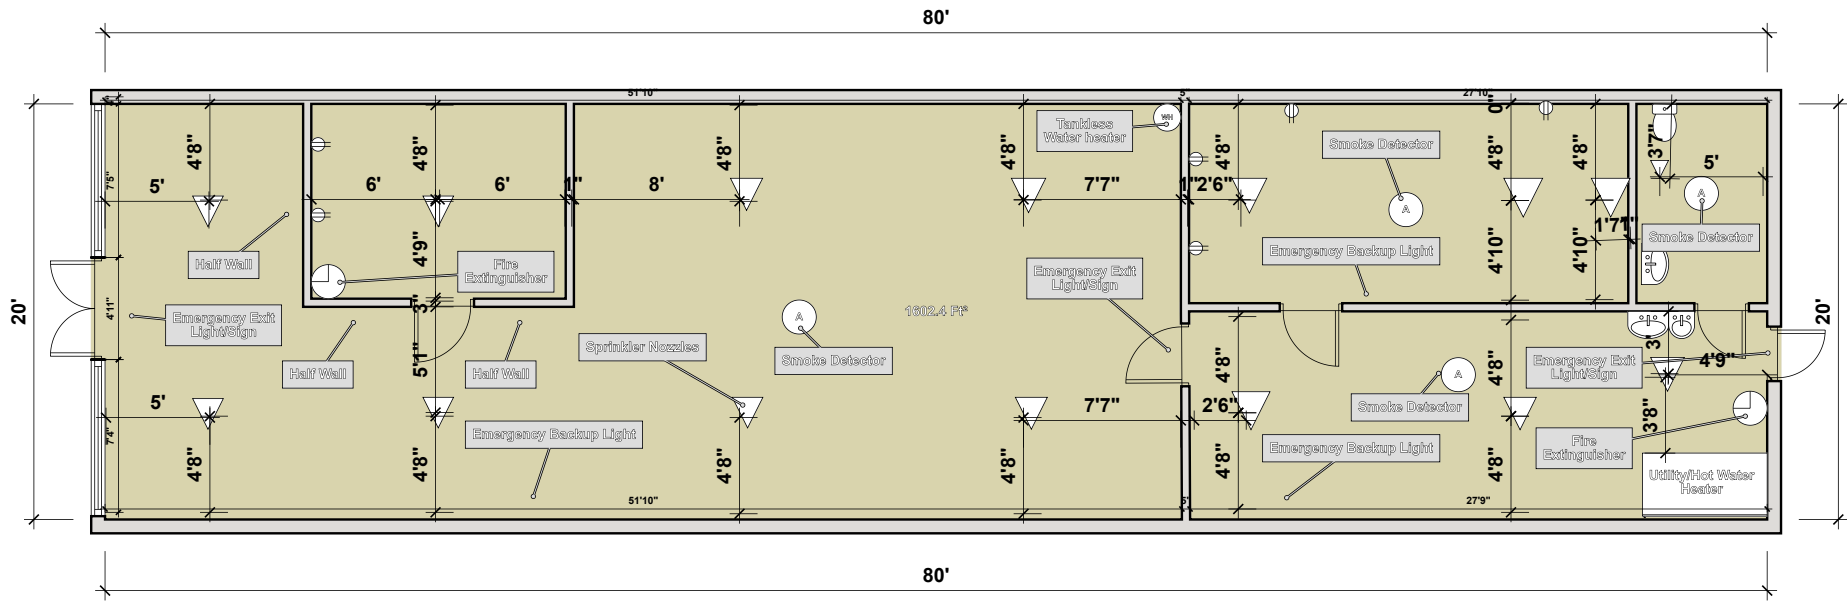 80'
51'10"
5"
27'10"
20'
20'
4'8"
4'8"
4'8"
4'8"
4'8"
4'8"
4'8"
0"
3'7"
Tankless
Water heater
WH
Smoke Detector
A
A
5'
6'
6'
1"
8'
7'7"
1"
2'6"
5'
7'5"
4'11"
7'4"
Half Wall
4'9"
3"
Fire
Extinguisher
Emergency Exit
Light/Sign
Emergency Backup Light
4'10"
4'10"
1'7"
1"
Smoke Detector
Emergency Exit
Light/Sign
Half Wall
5'1"
Half Wall
Sprinkler Nozzles
A
Smoke Detector
1602.4 Ft²
4'8"
4'8"
A
Smoke Detector
3'
4'9"
Emergency Exit
Light/Sign
5'
7'7"
2'6"
4'8"
4'8"
4'8"
4'8"
4'8"
4'8"
3'8"
Emergency Backup Light
Emergency Backup Light
Fire
Extinguisher
Utility/Hot Water
Heater
51'10"
5"
27'9"
80'